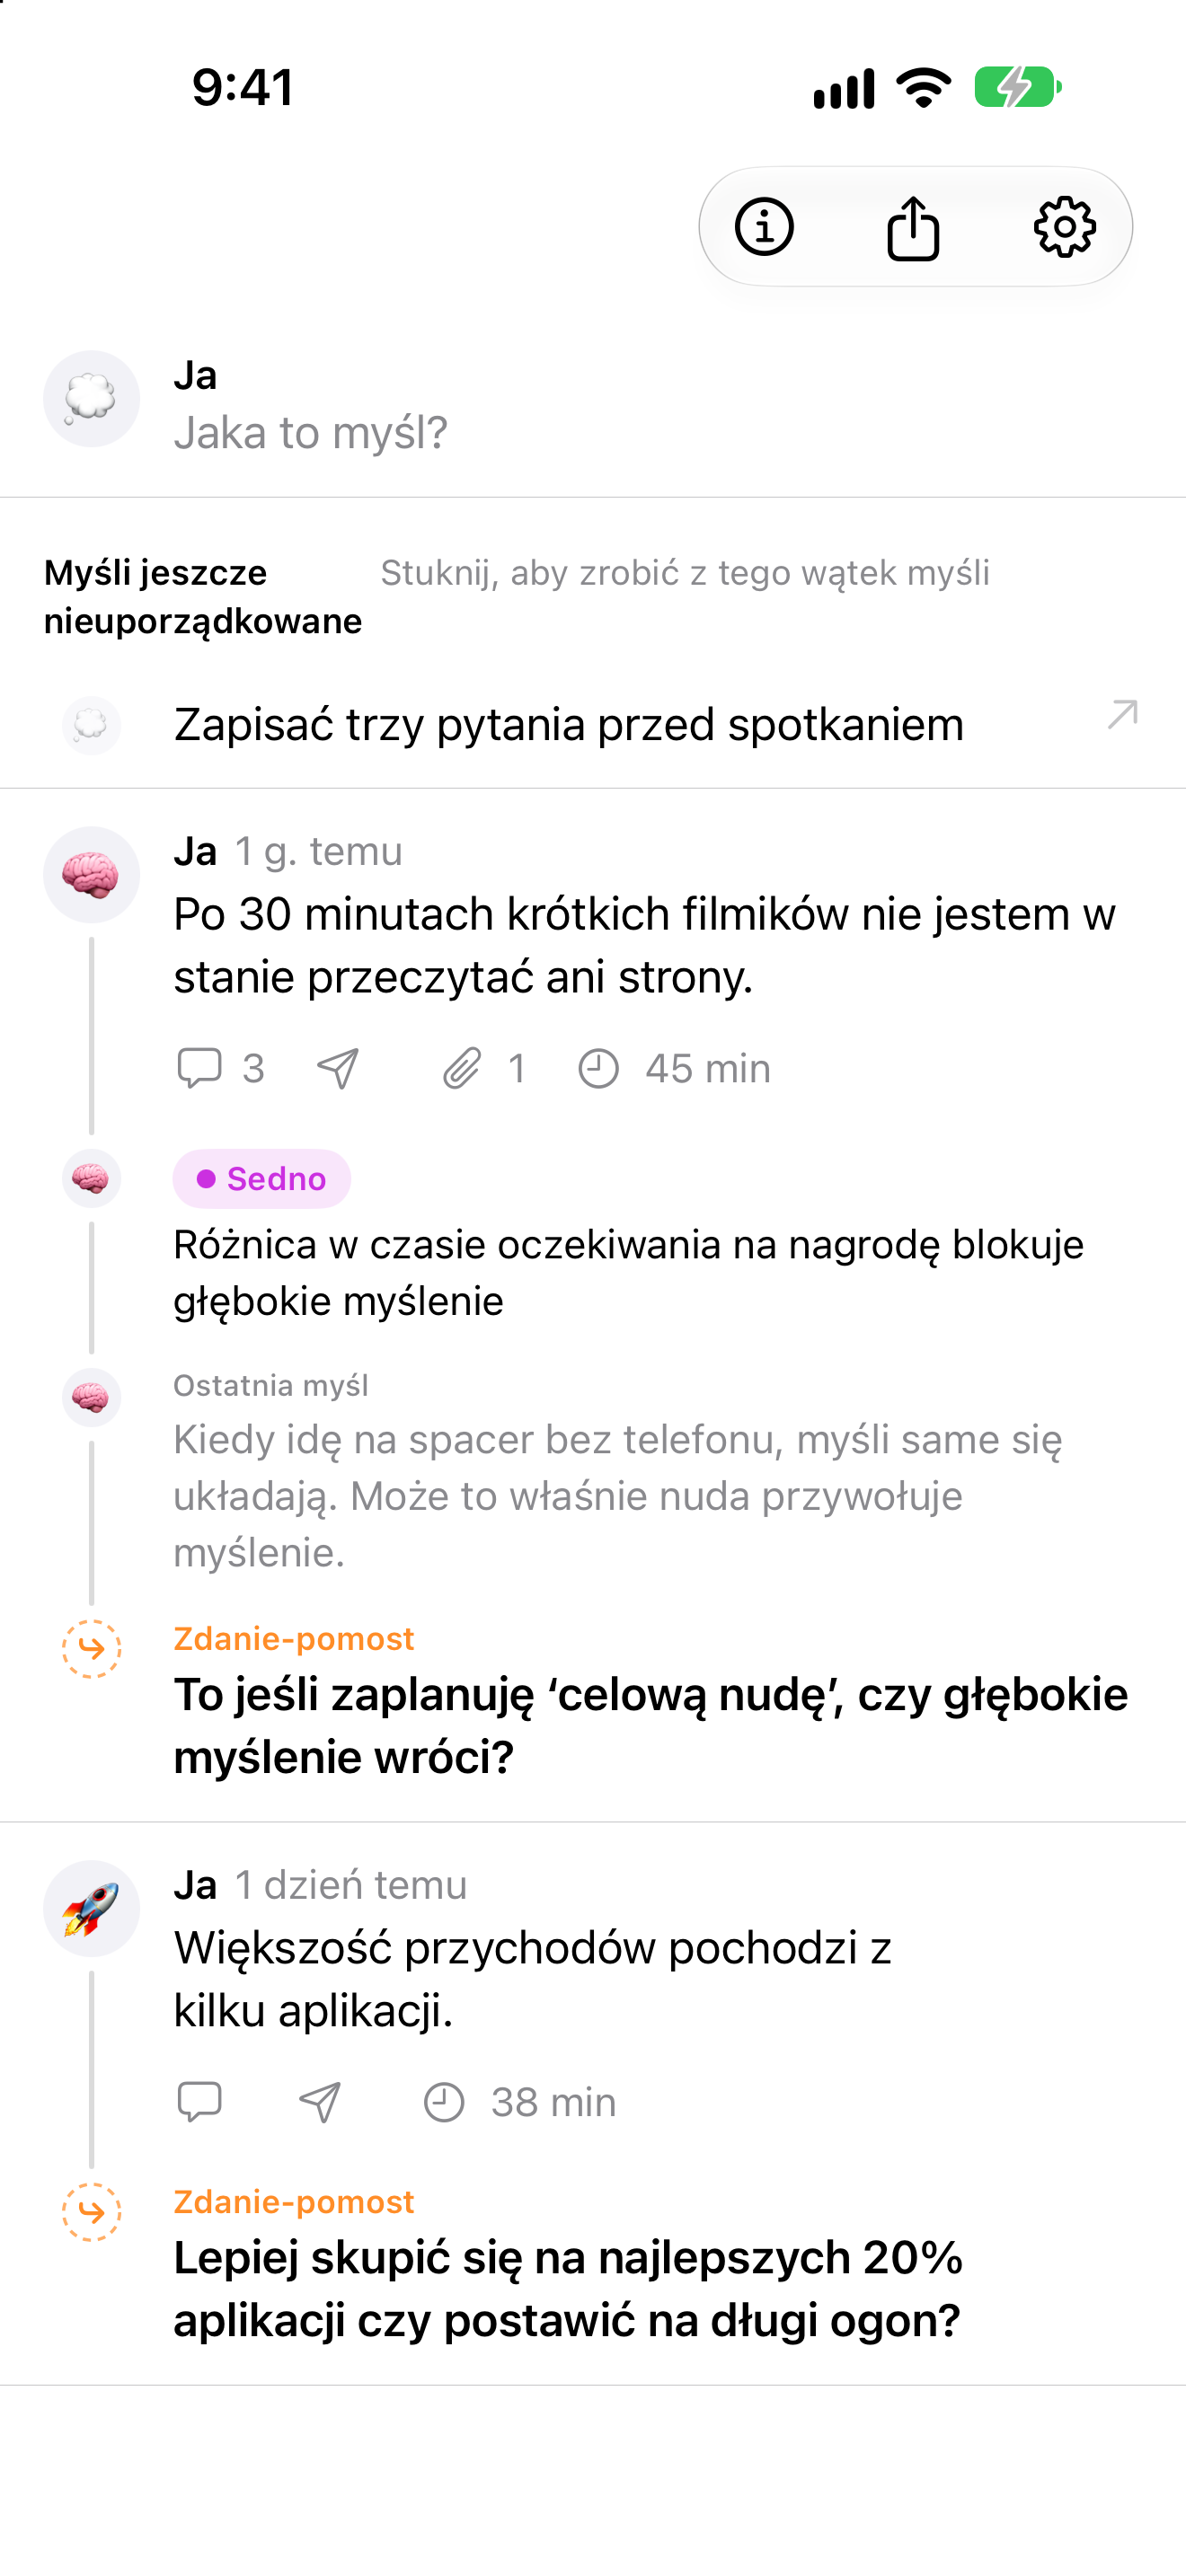 9:41
Ja
Jaka to myśl?
Myśli jeszcze
nieuporządkowane
Stuknij, aby zrobić z tego wątek myśli
Zapisać trzy pytania przed spotkaniem
Ja 1 g. temu
Po 30 minutach krótkich filmików nie jestem w
stanie przeczytać ani strony.
3 1 45 min
Sedno
Różnica w czasie oczekiwania na nagrodę blokuje
głębokie myślenie
Ostatnia myśl
Kiedy idę na spacer bez telefonu, myśli same się
układają. Może to właśnie nuda przywołuje
myślenie.
Zdanie-pomost
To jeśli zaplanuję ‘celową nudę’, czy głębokie
myślenie wróci?
Ja 1 dzień temu
Większość przychodów pochodzi z
kilku aplikacji.
38 min
Zdanie-pomost
Lepiej skupić się na najlepszych 20%
aplikacji czy postawić na długi ogon?